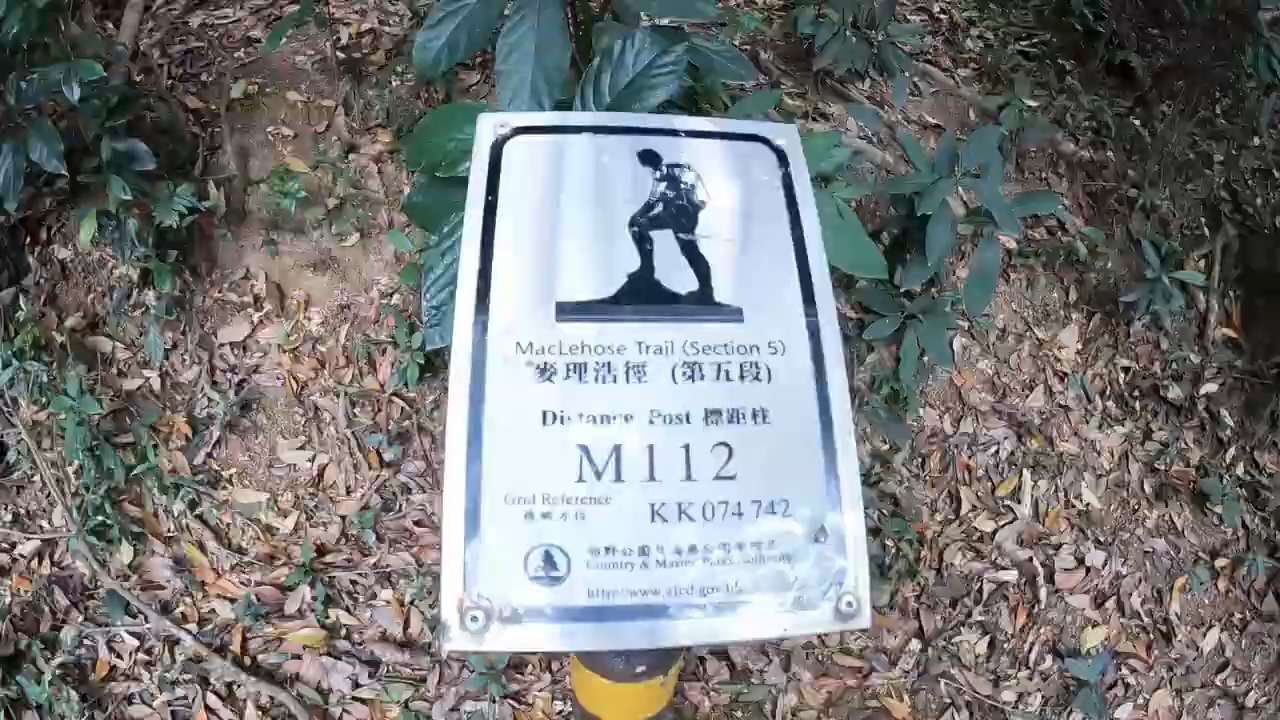 MacLehose Trail (Section 5)
麥理浩徑 (第五段)
Distance Post 標距柱
M112
Grid Reference KK074742
Country & Marine Parks Authority